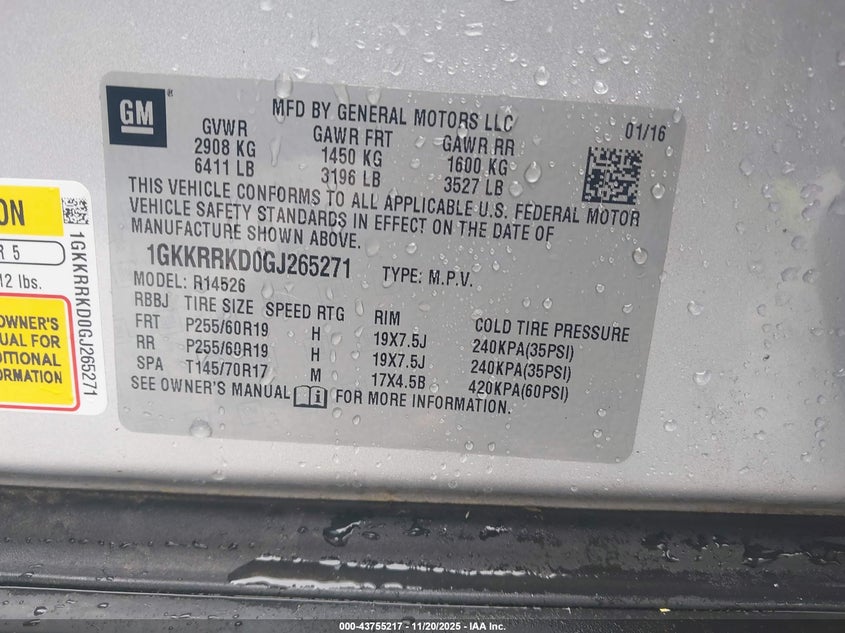 GM
MFD BY GENERAL MOTORS LLC
01/16
GVWR GAWR FRT GAWR RR
2908 KG 1450 KG 1600 KG
6411 LB 3196 LB 3527 LB
THIS VEHICLE CONFORMS TO ALL APPLICABLE U.S. FEDERAL MOTOR
VEHICLE SAFETY STANDARDS IN EFFECT ON THE DATE OF
MANUFACTURE SHOWN ABOVE.
1GKKRRKD0GJ265271 TYPE: M.P.V.
MODEL: R14526
RBBJ TIRE SIZE SPEED RTG RIM COLD TIRE PRESSURE
FRT P255/60R19 H 19X7.5J 240KPA(35PSI)
RR P255/60R19 H 19X7.5J 240KPA(35PSI)
SPA T145/70R17 M 17X4.5B 420KPA(60PSI)
SEE OWNER'S MANUAL FOR MORE INFORMATION.
ON
R 5
12 lbs.
OWNER'S
UAL FOR
DITIONAL
ORMATION
1GKKRRKD0GJ265271
000-43755217 - 11/20/2025 - IAA Inc.